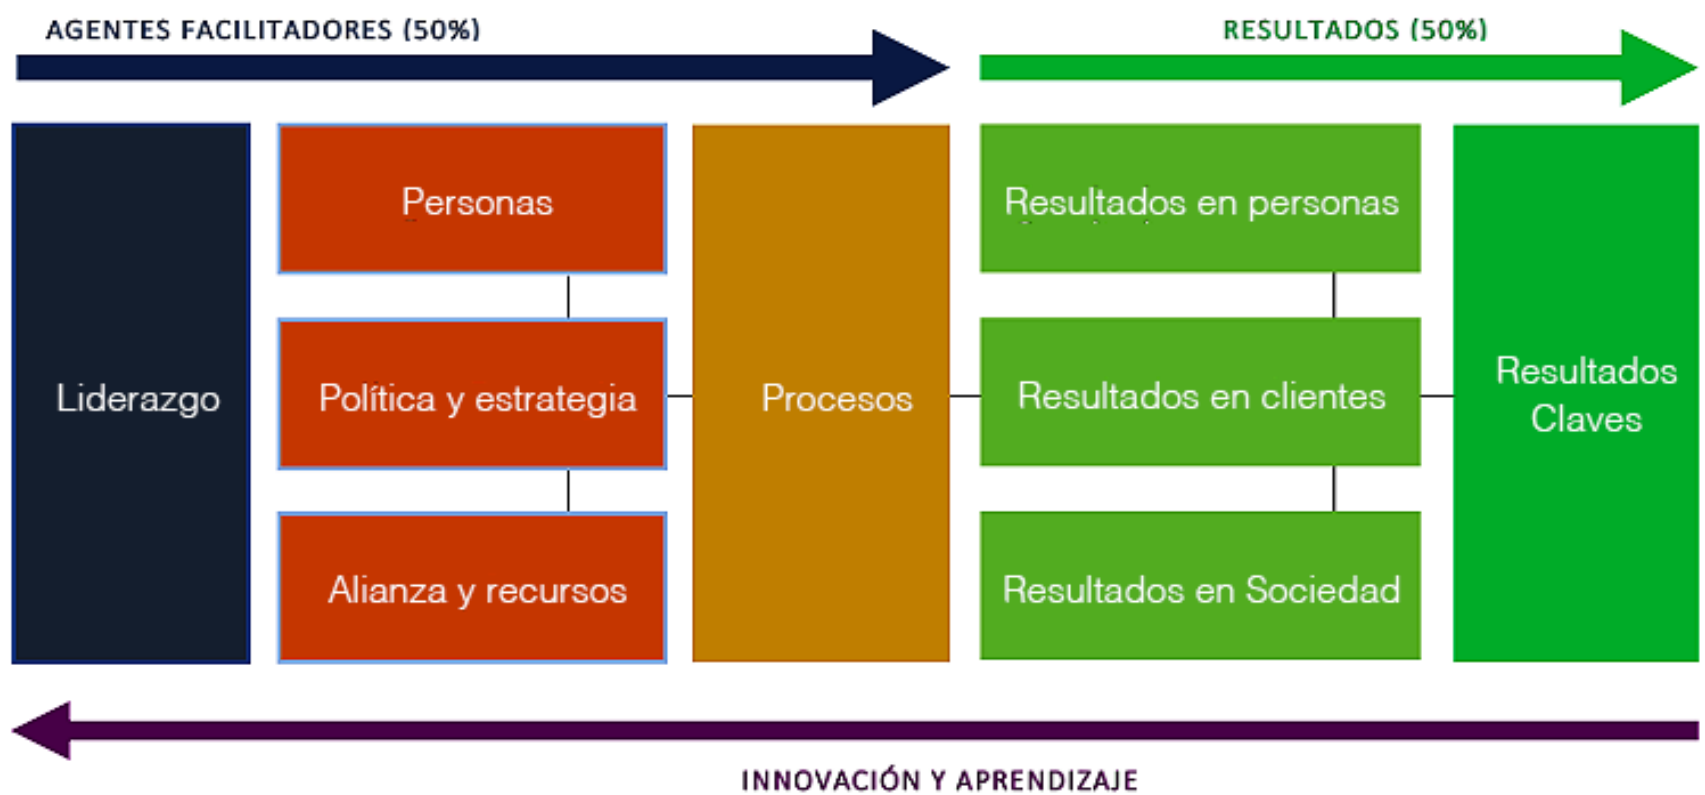 AGENTES FACILITADORES (50%)
RESULTADOS (50%)
Liderazgo
Personas
Política y estrategia
Alianza y recursos
Procesos
Resultados en personas
Resultados en clientes
Resultados en Sociedad
Resultados
Claves
INNOVACIÓN Y APRENDIZAJE